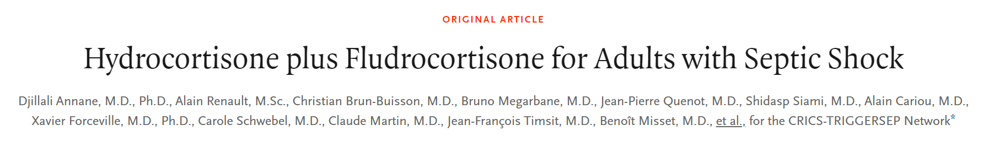 ORIGINAL ARTICLE
Hydrocortisone plus Fludrocortisone for Adults with Septic Shock
Djillali Annane, M.D., Ph.D., Alain Renault, M.Sc., Christian Brun-Buisson, M.D., Bruno Megarbane, M.D., Jean-Pierre Quenot, M.D., Shidasp Siami, M.D., Alain Cariou, M.D.,
Xavier Forceville, M.D., Ph.D., Carole Schwebel, M.D., Claude Martin, M.D., Jean-François Timsit, M.D., Benoît Misset, M.D., et al., for the CRICS-TRIGGERSEP Network*